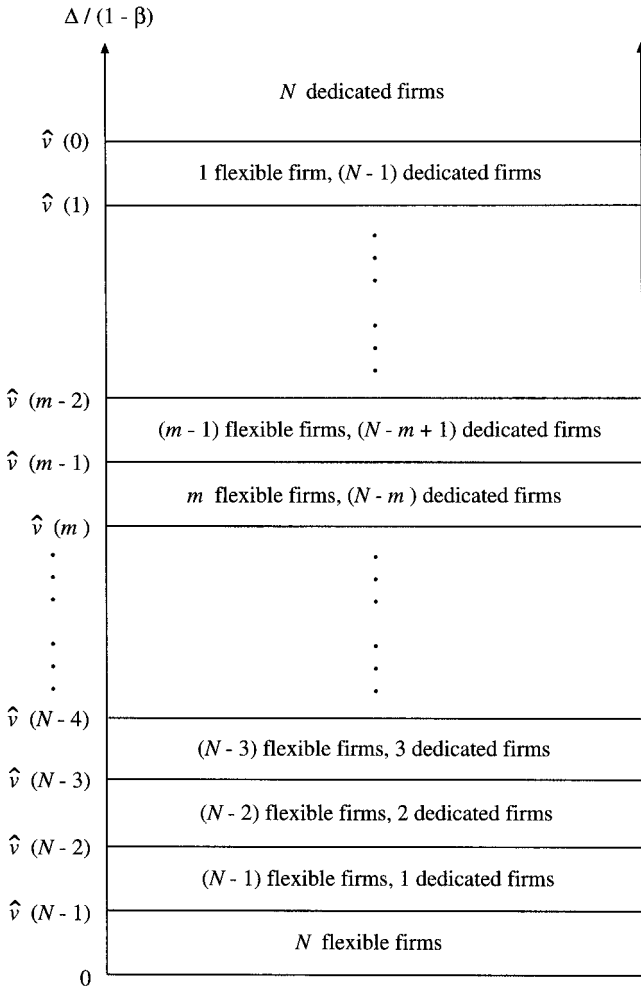 Δ / (1 - β)
N dedicated firms
v̂ (0)
1 flexible firm, (N - 1) dedicated firms
v̂ (1)
v̂ (m - 2)
(m - 1) flexible firms, (N - m + 1) dedicated firms
v̂ (m - 1)
m flexible firms, (N - m ) dedicated firms
v̂ (m)
v̂ (N - 4)
(N - 3) flexible firms, 3 dedicated firms
v̂ (N - 3)
(N - 2) flexible firms, 2 dedicated firms
v̂ (N - 2)
(N - 1) flexible firms, 1 dedicated firms
v̂ (N - 1)
N flexible firms
0